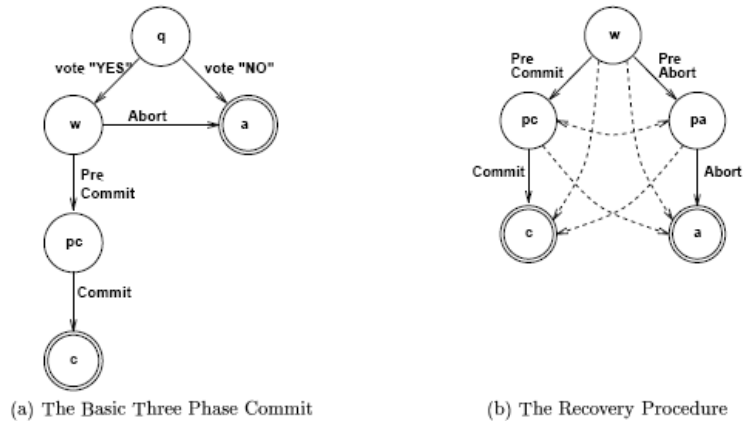 q
vote "YES"
vote "NO"
w
Abort
a
Pre
Commit
pc
Commit
c
(a) The Basic Three Phase Commit
w
Pre
Commit
Pre
Abort
pc
pa
Commit
Abort
c
a
(b) The Recovery Procedure